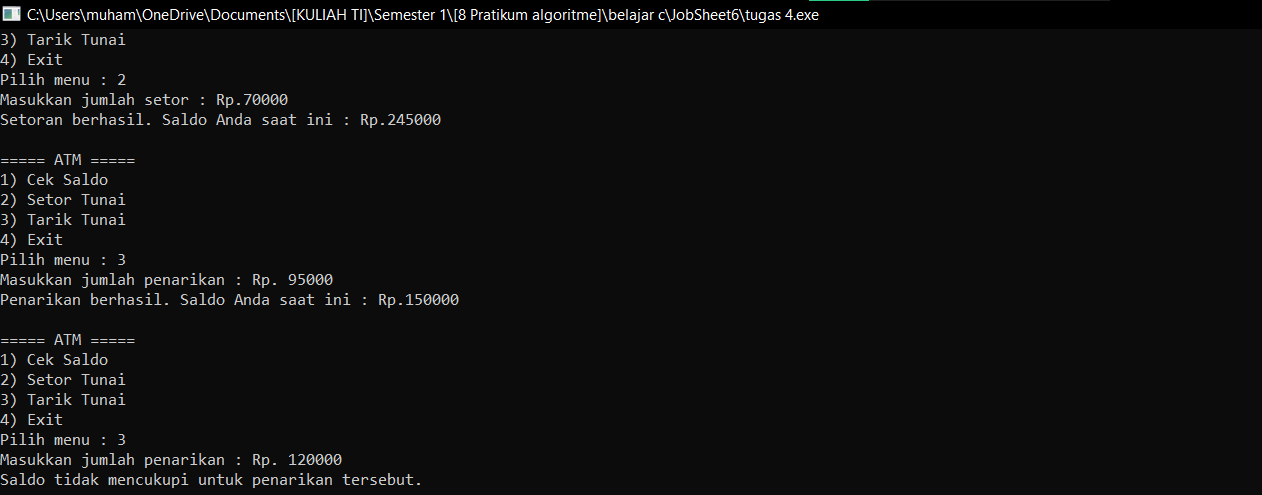 C:\Users\muham\OneDrive\Documents\[KULIAH TI]\Semester 1\[8 Pratikum algoritme]\belajar c\JobSheet6\tugas 4.exe
3) Tarik Tunai
4) Exit
Pilih menu : 2
Masukkan jumlah setor : Rp.70000
Setoran berhasil. Saldo Anda saat ini : Rp.245000
===== ATM =====
1) Cek Saldo
2) Setor Tunai
3) Tarik Tunai
4) Exit
Pilih menu : 3
Masukkan jumlah penarikan : Rp. 95000
Penarikan berhasil. Saldo Anda saat ini : Rp.150000
===== ATM =====
1) Cek Saldo
2) Setor Tunai
3) Tarik Tunai
4) Exit
Pilih menu : 3
Masukkan jumlah penarikan : Rp. 120000
Saldo tidak mencukupi untuk penarikan tersebut.